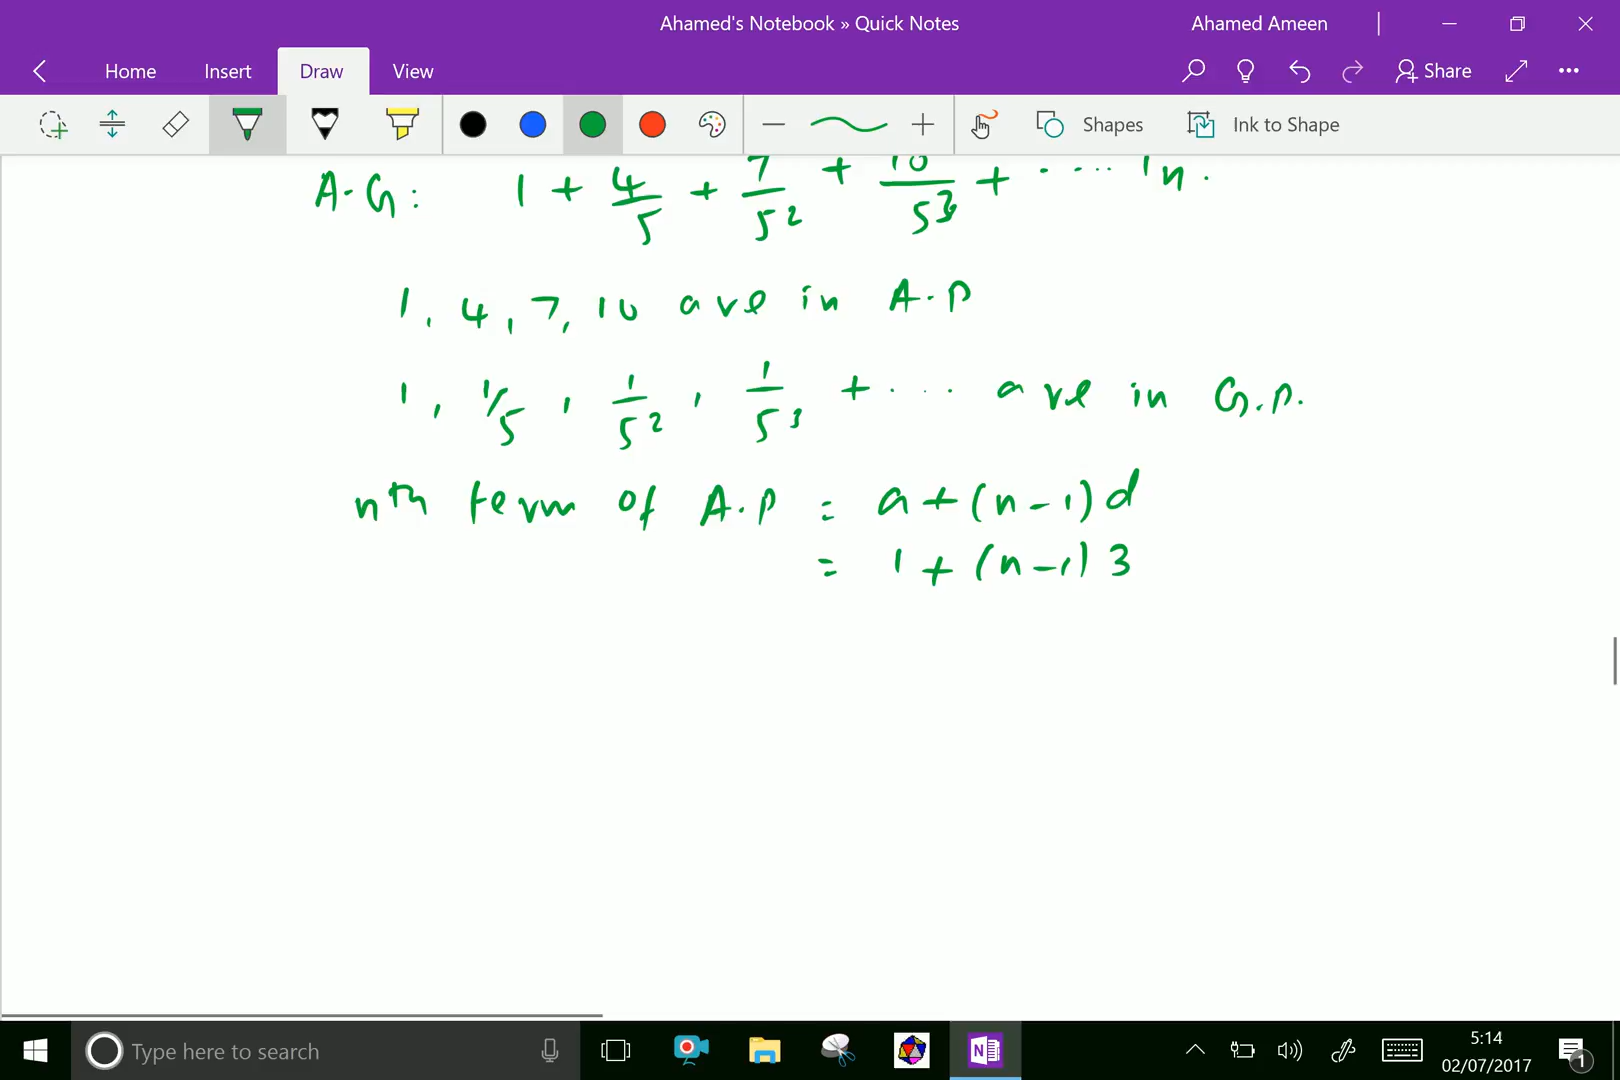 Ahamed's Notebook » Quick Notes
Ahamed Ameen
Home Insert Draw View
Share
Shapes
Ink to Shape
A-G: 1 + 4/5 + 7/5² + 10/5³ + ..... In.
1, 4, 7, 10 are in A.P
1, 1/5, 1/5², 1/5³ + ... are in G.P.
nth term of A.P = a + (n-1) d
= 1 + (n-1) 3
Type here to search
5:14
02/07/2017
1